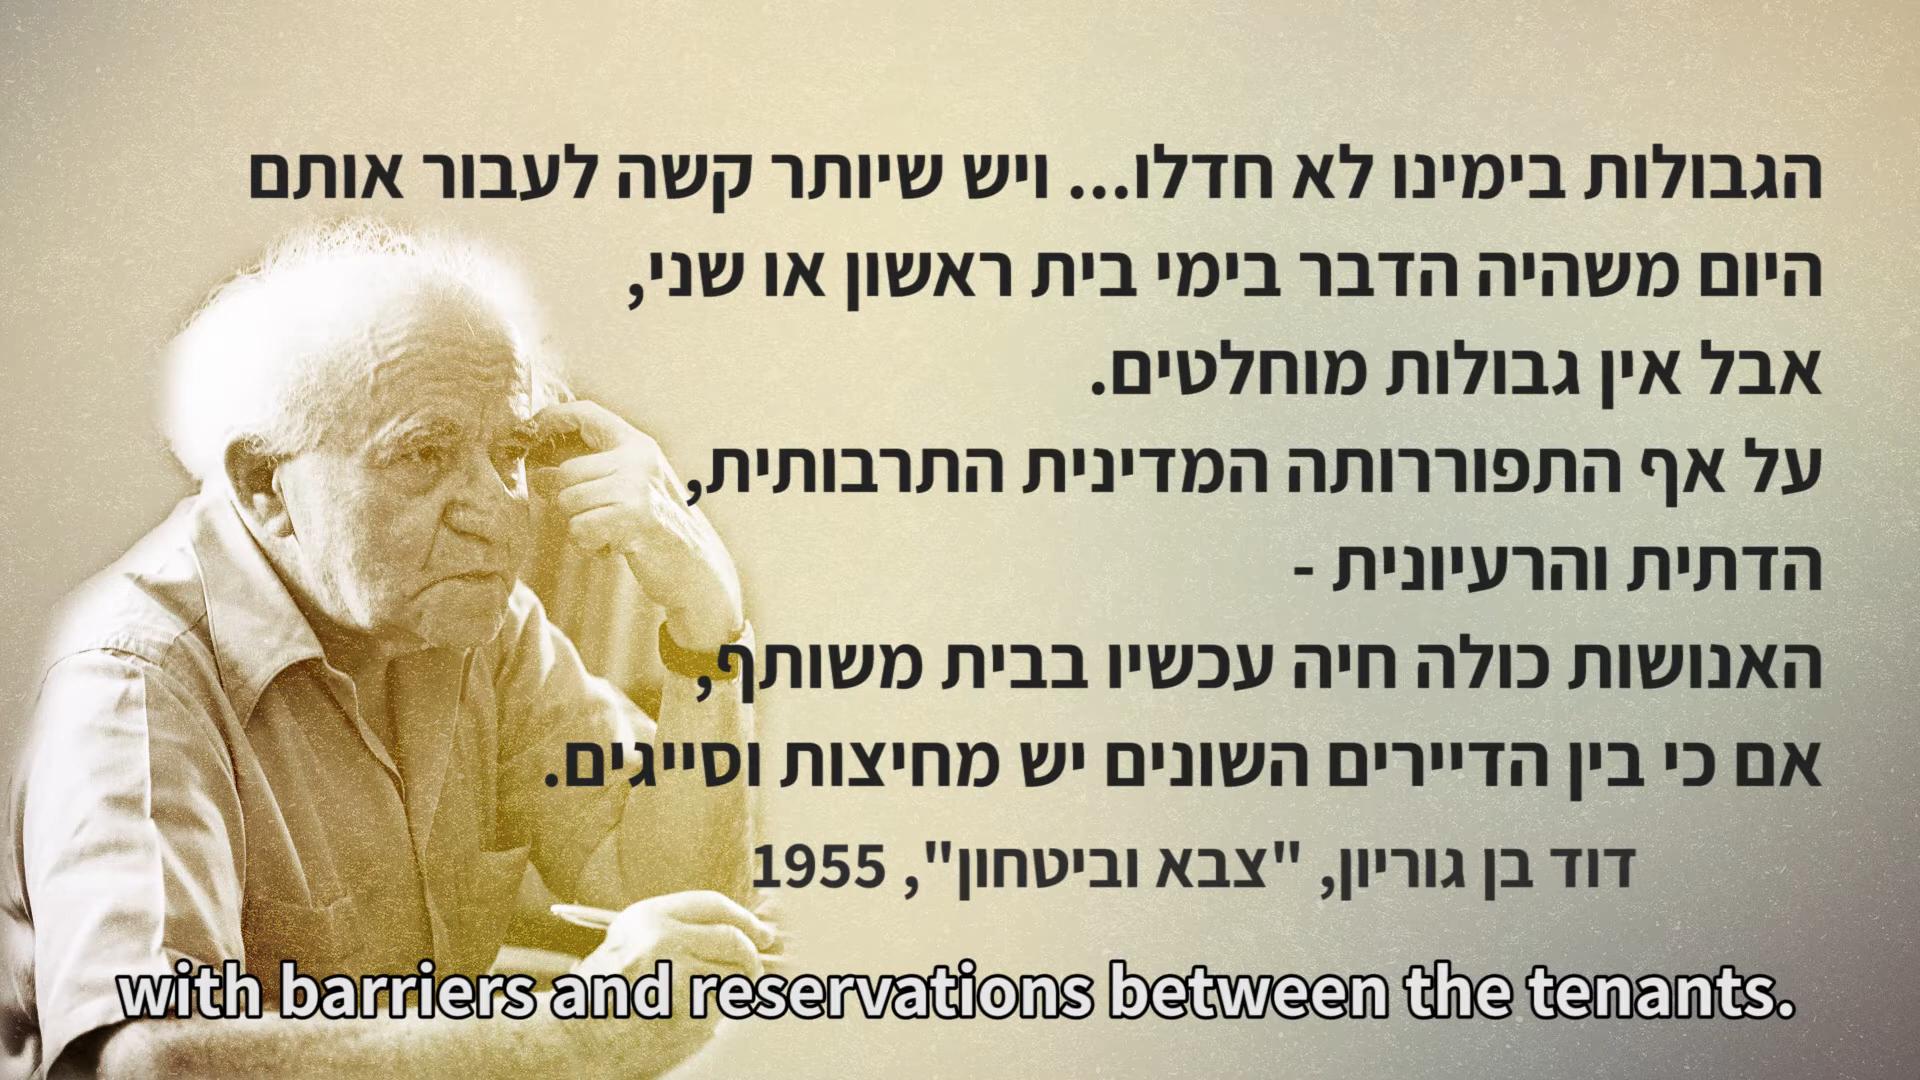 הגבולות בימינו לא חדלו... ויש שיותר קשה לעבור אותם
היום משהיה הדבר בימי בית ראשון או שני,
אבל אין גבולות מוחלטים.
על אף התפוררותה המדינית התרבותית,
הדתית והרעיונית -
האנושות כולה חיה עכשיו בבית משותף,
אם כי בין הדיירים השונים יש מחיצות וסייגים.
דוד בן גוריון, "צבא וביטחון", 1955
with barriers and reservations between the tenants.